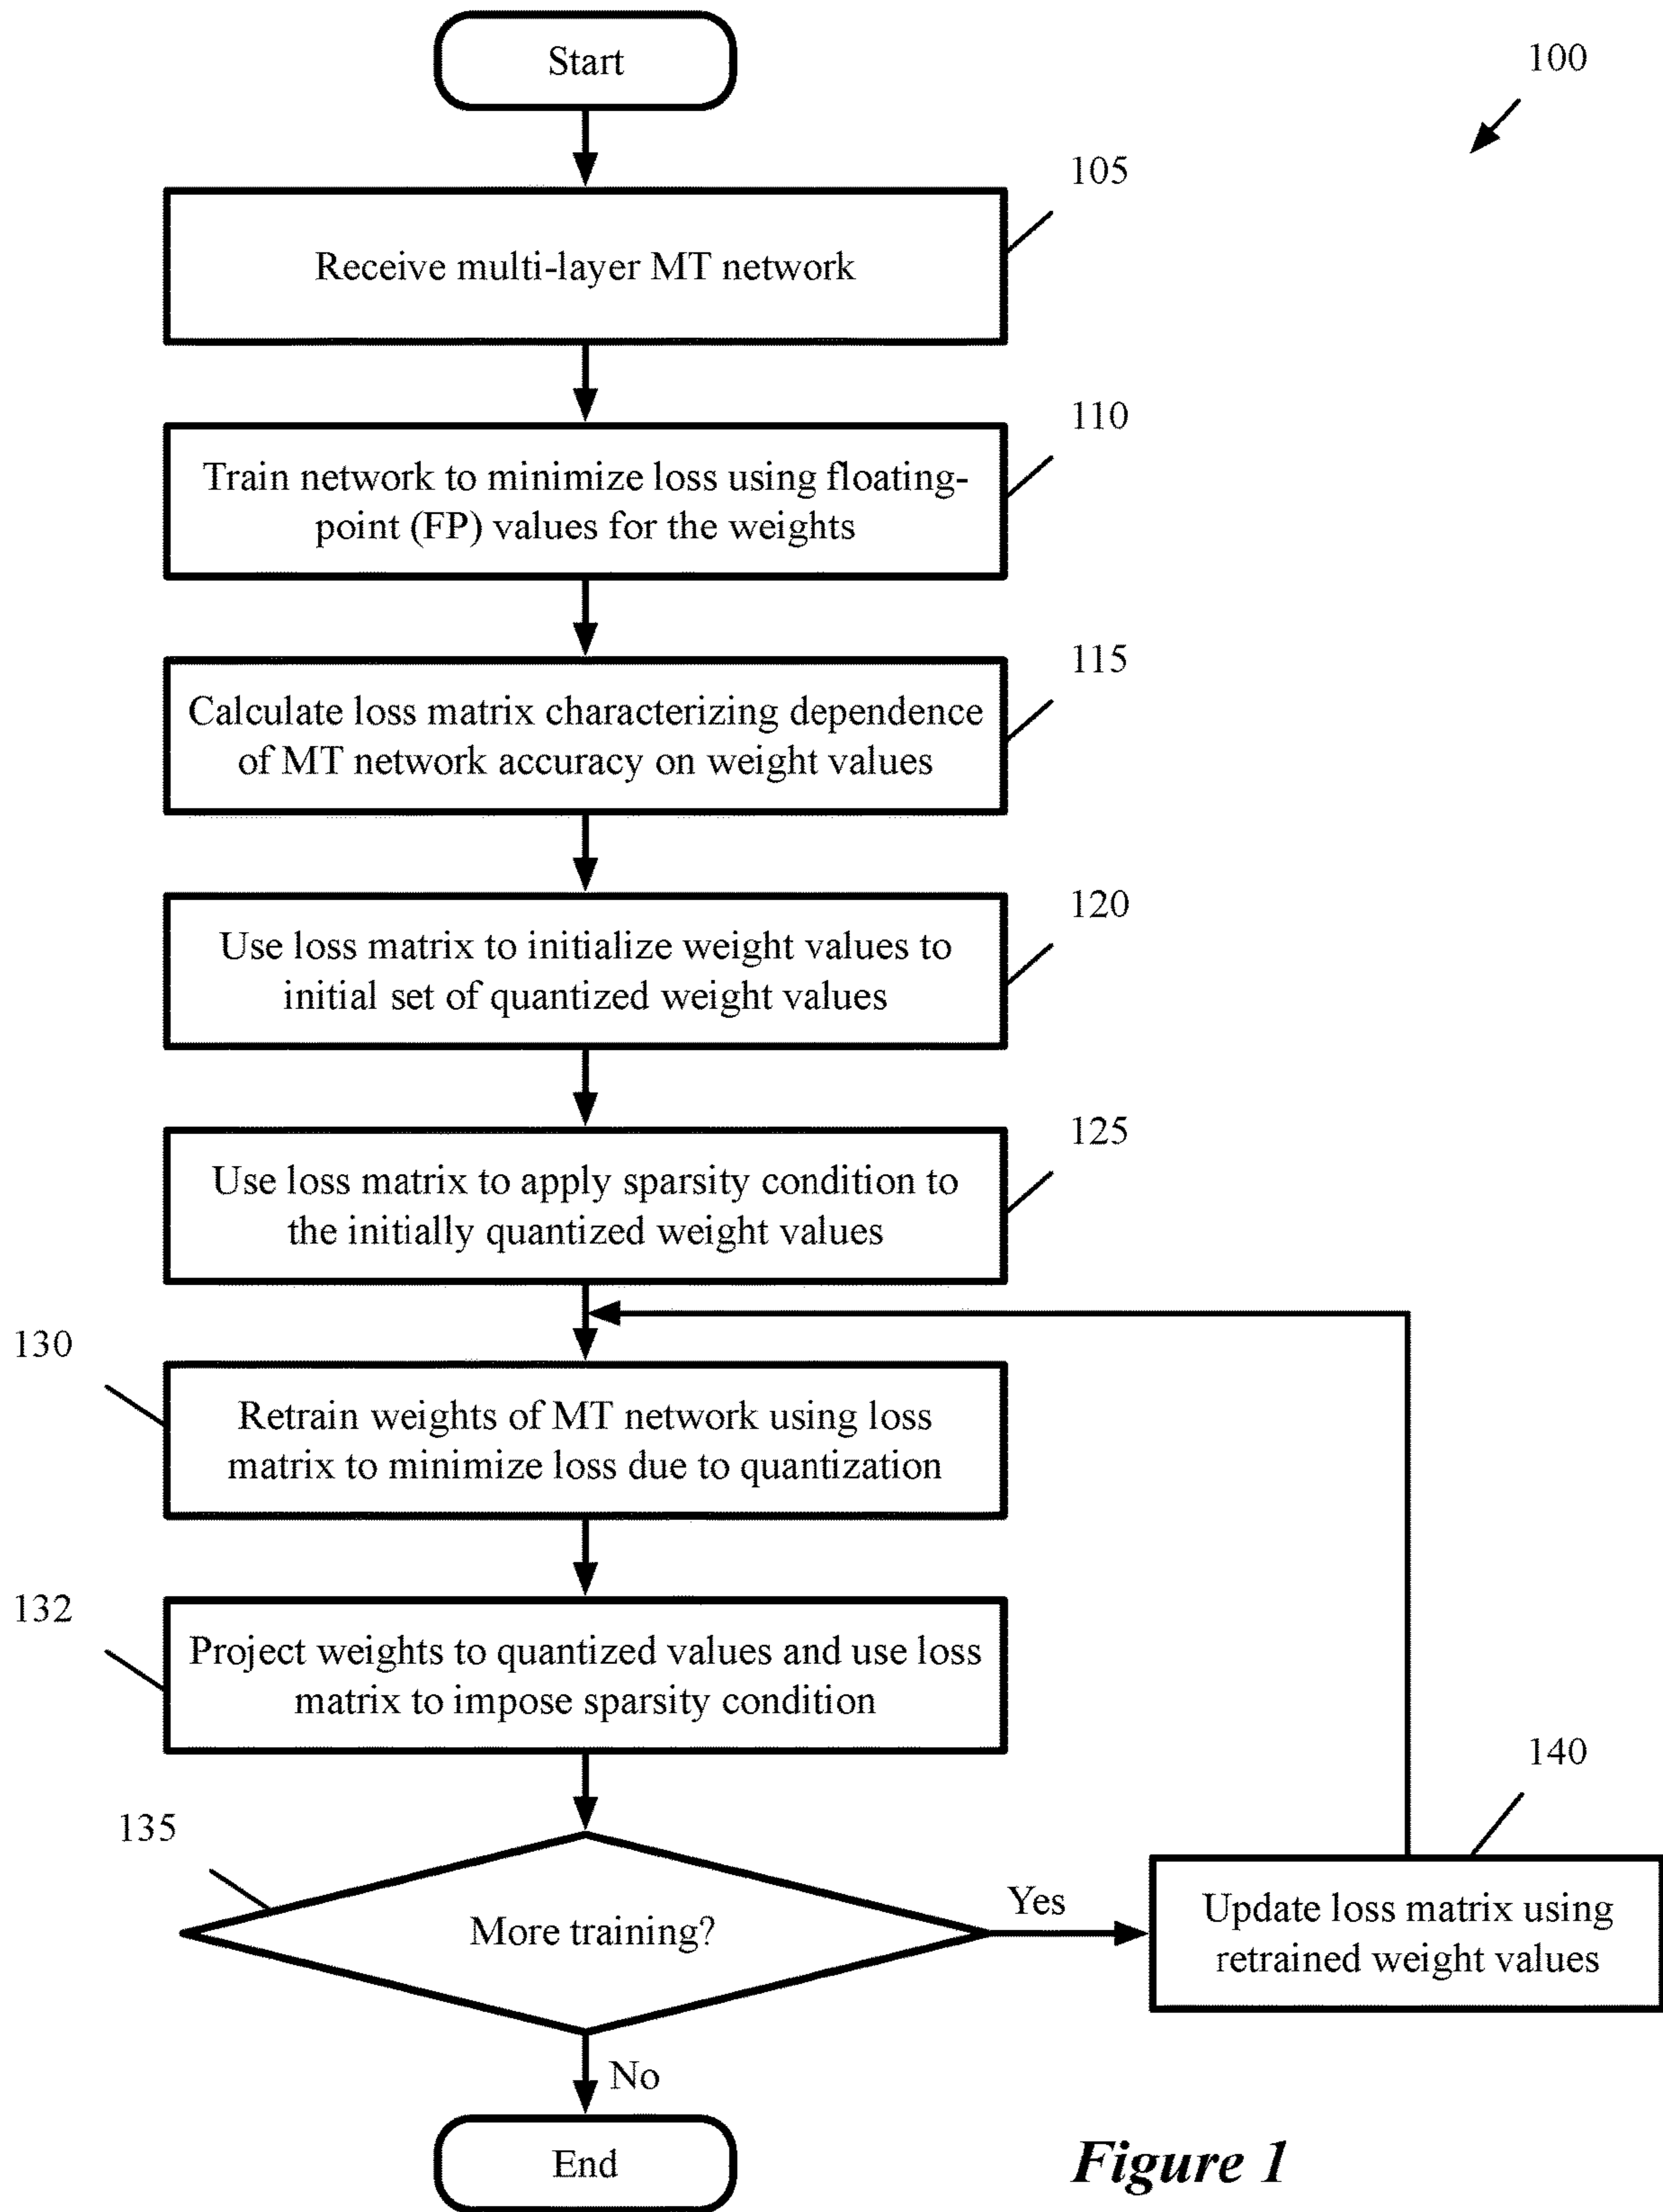 Start
100
105
Receive multi-layer MT network
110
Train network to minimize loss using floating-
point (FP) values for the weights
115
Calculate loss matrix characterizing dependence
of MT network accuracy on weight values
120
Use loss matrix to initialize weight values to
initial set of quantized weight values
125
Use loss matrix to apply sparsity condition to
the initially quantized weight values
130
Retrain weights of MT network using loss
matrix to minimize loss due to quantization
132
Project weights to quantized values and use loss
matrix to impose sparsity condition
135
More training?
Yes
140
Update loss matrix using
retrained weight values
No
End
Figure 1